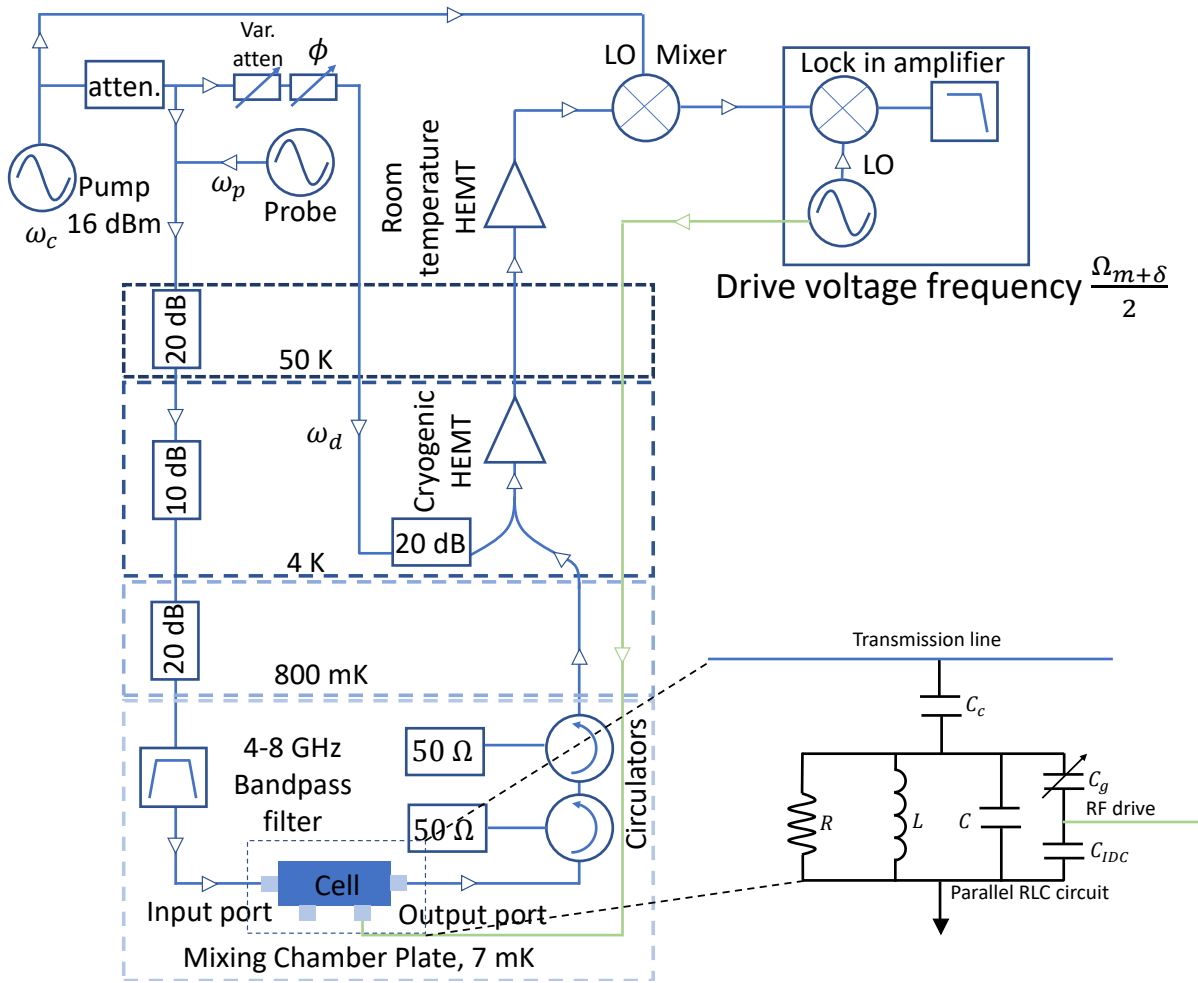 Var.
atten
ϕ
LO
Mixer
Lock in amplifier
atten.
LO
Pump
16 dBm
ω_c
ω_p
Probe
Room
temperature
HEMT
Drive voltage frequency \frac{Ω_{m+δ}}{2}
20 dB
50 K
ω_d
Cryogenic
HEMT
10 dB
20 dB
4 K
20 dB
800 mK
Transmission line
C_c
4-8 GHz
Bandpass
filter
50 Ω
50 Ω
Circulators
C_g
RF drive
R
L
C
C_{IDC}
Parallel RLC circuit
Cell
Input port
Output port
Mixing Chamber Plate, 7 mK